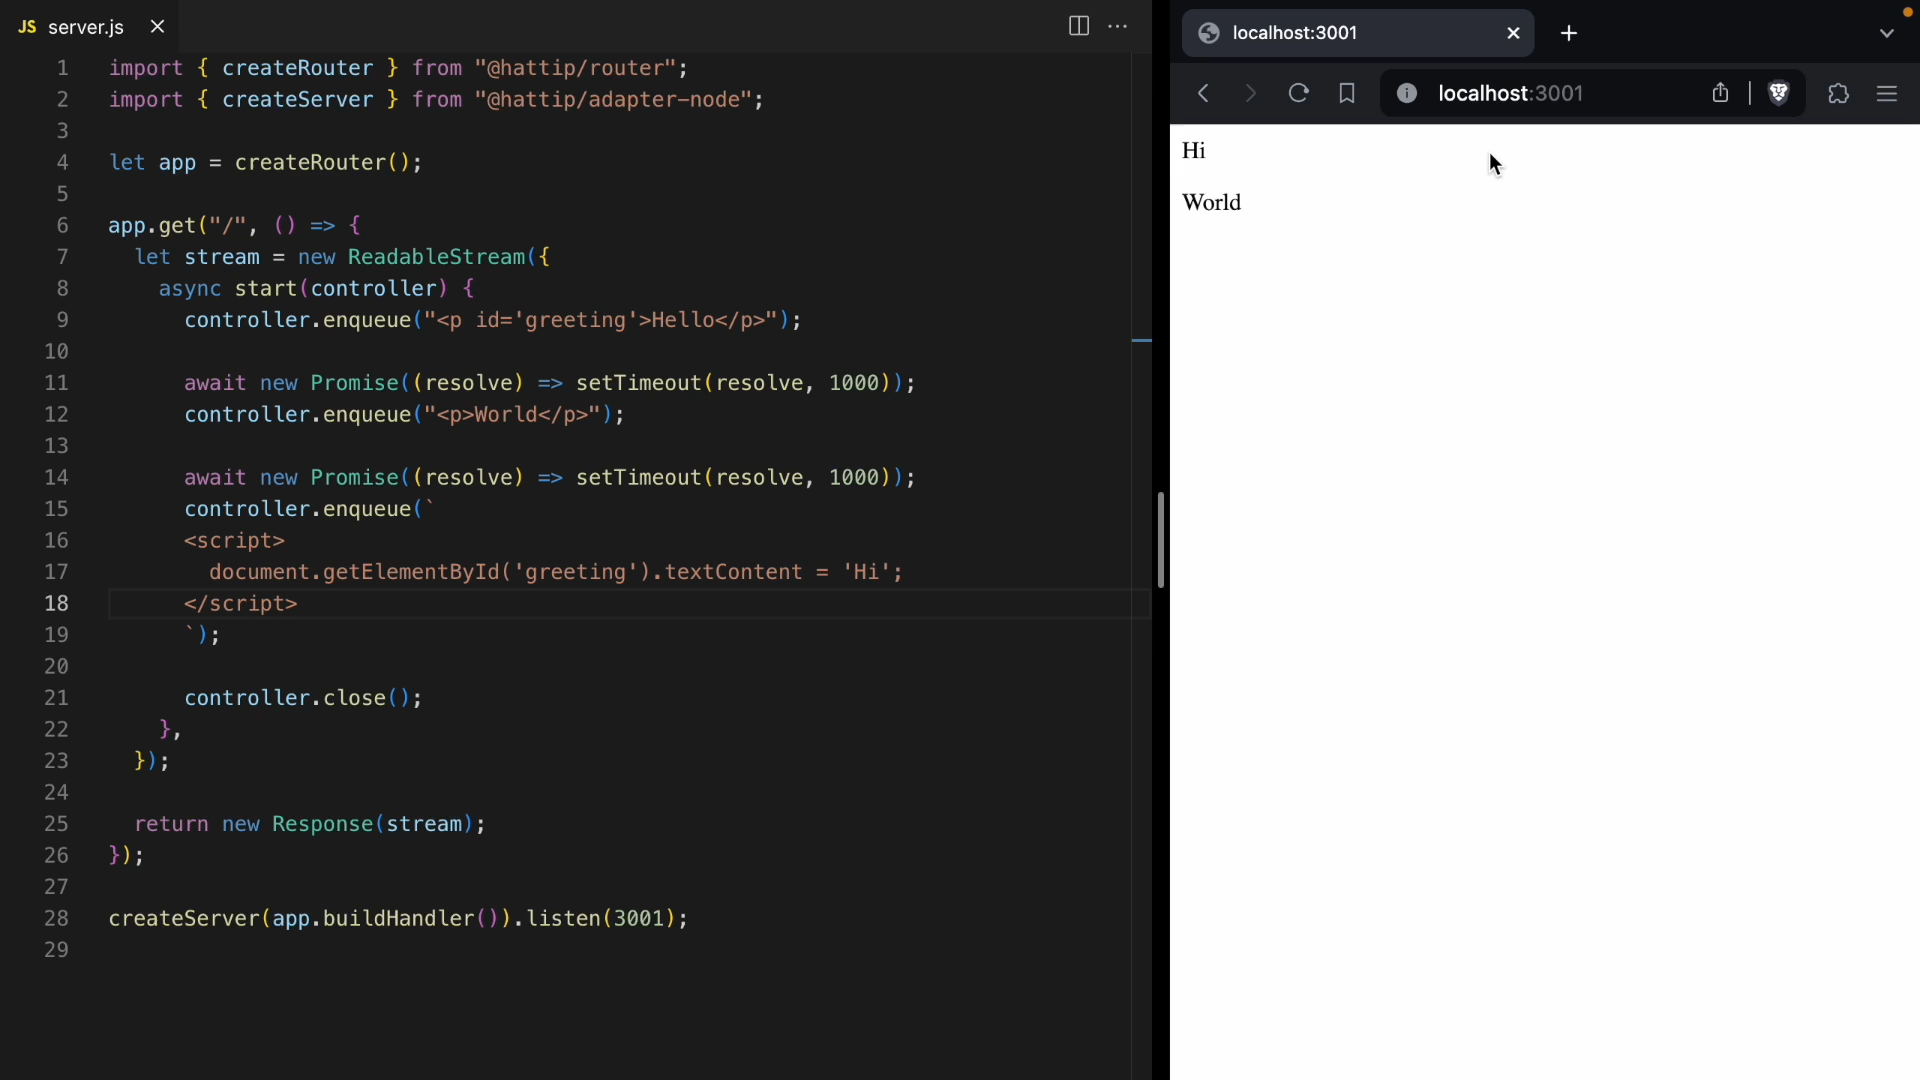 JS server.js
1 import { createRouter } from "@hattip/router";
2 import { createServer } from "@hattip/adapter-node";
3
4 let app = createRouter();
5
6 app.get("/", () => {
7 let stream = new ReadableStream({
8 async start(controller) {
9 controller.enqueue("<p id='greeting'>Hello</p>");
10
11 await new Promise((resolve) => setTimeout(resolve, 1000));
12 controller.enqueue("<p>World</p>");
13
14 await new Promise((resolve) => setTimeout(resolve, 1000));
15 controller.enqueue(`
16 <script>
17 document.getElementById('greeting').textContent = 'Hi';
18 </script>
19 `);
20
21 controller.close();
22 },
23 });
24
25 return new Response(stream);
26 });
27
28 createServer(app.buildHandler()).listen(3001);
29
localhost:3001
localhost:3001
Hi
World